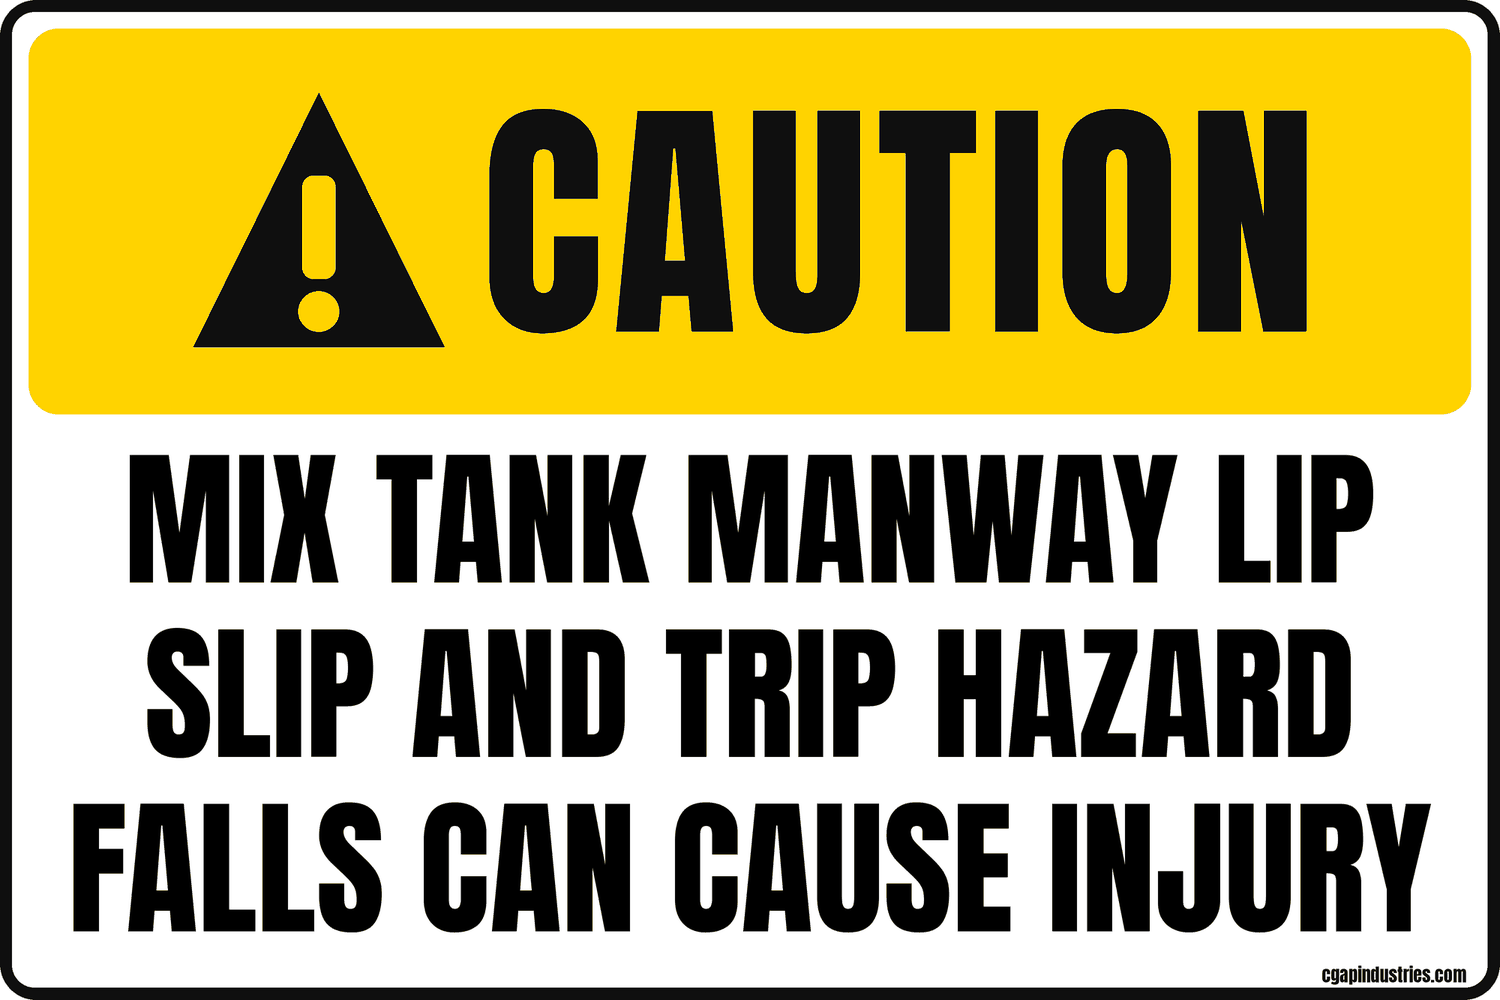 CAUTION
MIX TANK MANWAY LIP
SLIP AND TRIP HAZARD
FALLS CAN CAUSE INJURY
cgapindustries.com